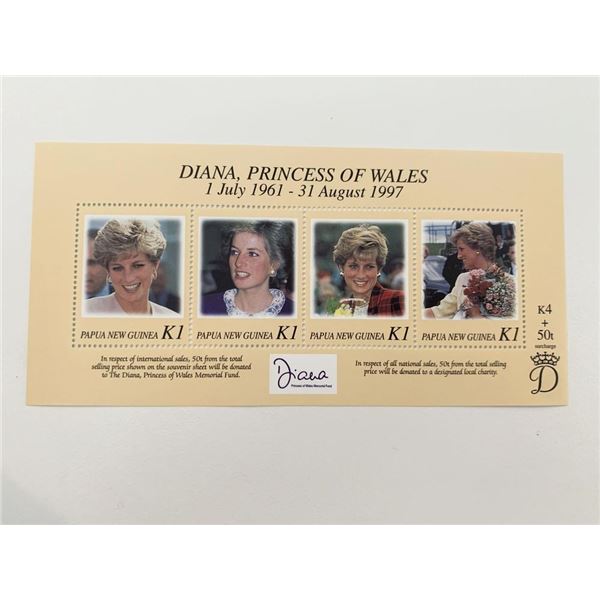 DIANA, PRINCESS OF WALES
1 July 1961 - 31 August 1997
PAPUA NEW GUINEA K1
PAPUA NEW GUINEA K1
PAPUA NEW GUINEA K1
PAPUA NEW GUINEA K1
K4
+
50t
surcharge
D
In respect of international sales, 50t from the total
selling price shown on the souvenir sheet will be donated
to The Diana, Princess of Wales Memorial Fund.
Diana
Princess of Wales Memorial Fund
In respect of all national sales, 50t from the total selling
price will be donated to a designated local charity.